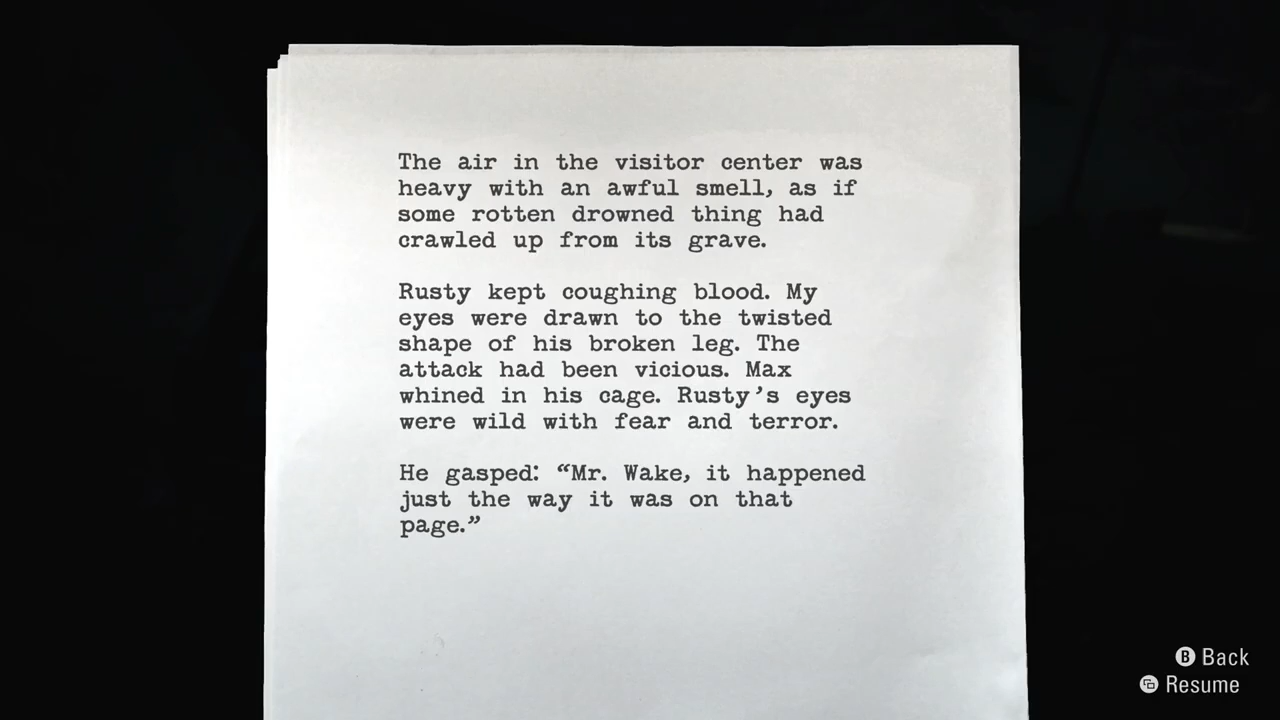 The air in the visitor center was
heavy with an awful smell, as if
some rotten drowned thing had
crawled up from its grave.
Rusty kept coughing blood. My
eyes were drawn to the twisted
shape of his broken leg. The
attack had been vicious. Max
whined in his cage. Rusty’s eyes
were wild with fear and terror.
He gasped: “Mr. Wake, it happened
just the way it was on that
page.”
B Back
Resume